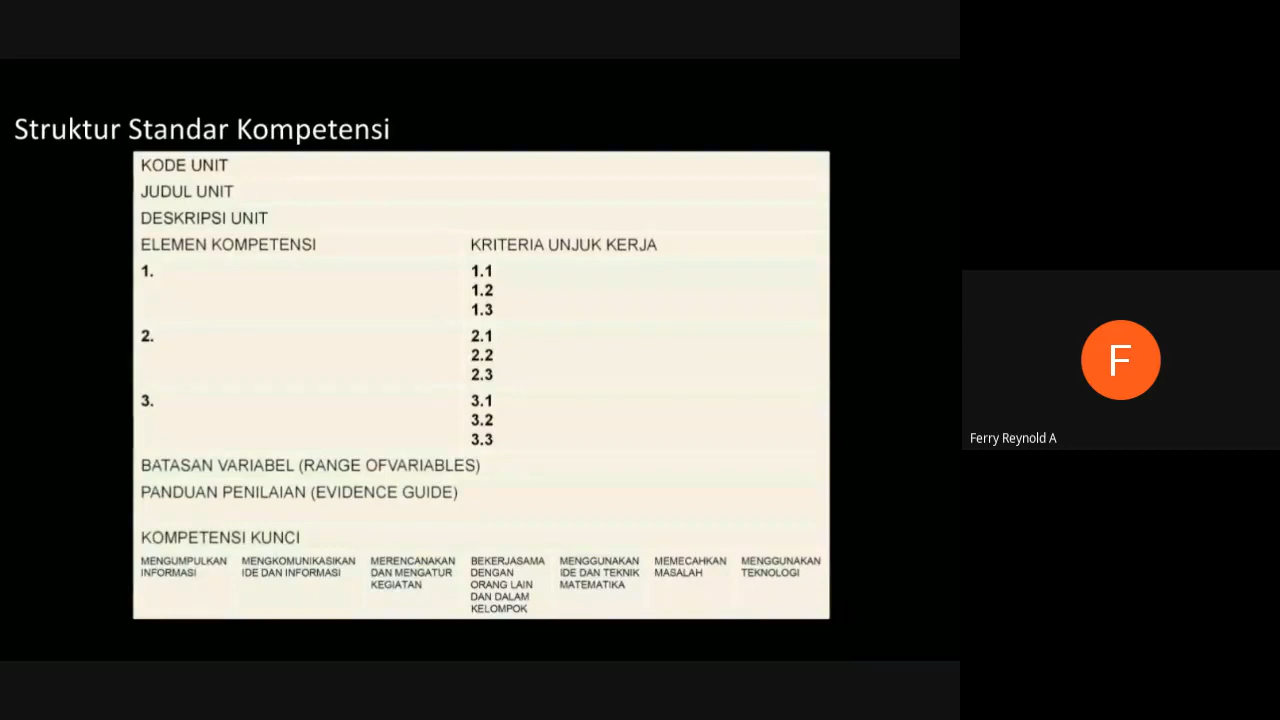 Struktur Standar Kompetensi
KODE UNIT
JUDUL UNIT
DESKRIPSI UNIT
ELEMEN KOMPETENSI KRITERIA UNJUK KERJA
1. 1.1
1.2
1.3
2. 2.1
2.2
2.3
3. 3.1
3.2
3.3
BATASAN VARIABEL (RANGE OFVARIABLES)
PANDUAN PENILAIAN (EVIDENCE GUIDE)
KOMPETENSI KUNCI
MENGUMPULKAN
INFORMASI
MENGKOMUNIKASIKAN
IDE DAN INFORMASI
MERENCANAKAN
DAN MENGATUR
KEGIATAN
BEKERJASAMA
DENGAN
ORANG LAIN
DAN DALAM
KELOMPOK
MENGGUNAKAN
IDE DAN TEKNIK
MATEMATIKA
MEMECAHKAN
MASALAH
MENGGUNAKAN
TEKNOLOGI
F
Ferry Reynold A